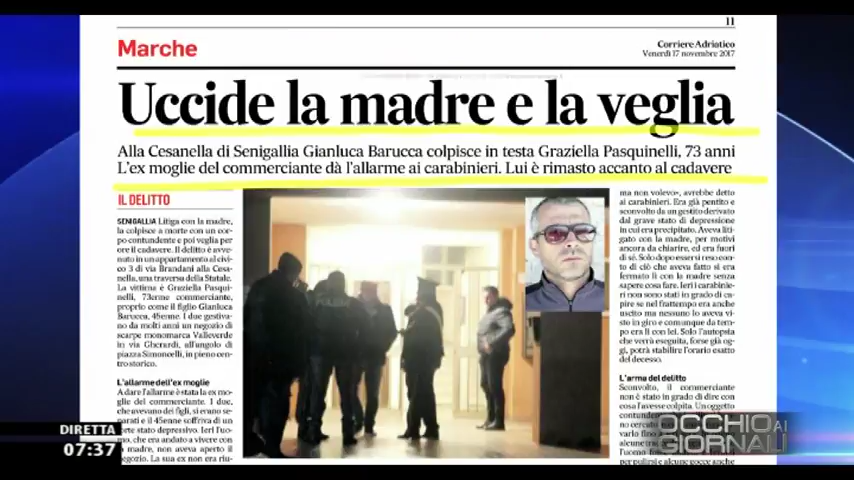 11
Marche
Corriere Adriatico
Venerdì 17 novembre 2017
Uccide la madre e la veglia
Alla Cesanella di Senigallia Gianluca Barucca colpisce in testa Graziella Pasquinelli, 73 anni
L'ex moglie del commerciante dà l'allarme ai carabinieri. Lui è rimasto accanto al cadavere
IL DELITTO
SENIGALLIA Litiga con la madre,
la colpisce a morte con un cor-
po contundente e poi veglia per
ore il cadavere. Il delitto è avve-
nuto in un appartamento al civi-
co 3 di via Brandani alla Cesa-
nella, una traversa della Statale.
La vittima è Graziella Pasqui-
nelli, 73enne commerciante,
proprio come il figlio Gianluca
Barucca, 45enne. I due gestiva-
no da molti anni un negozio di
scarpe monomarca Valleverde
in via Gherardi, all'angolo di
piazza Simoncelli, in pieno cen-
tro storico.
L'allarme dell'ex moglie
A dare l'allarme è stata la ex mo-
glie del commerciante. I due,
che avevano dei figli, si erano se-
parati e il 45enne soffriva di un
forte stato depressivo. Ieri l'uo-
mo, che era andato a vivere con
la madre, non aveva aperto il
negozio. La sua ex non era riu-
POLIZIA
ma non volevo», avrebbe detto
ai carabinieri. Era già pentito e
sconvolto da un gestito derivato
dal grave stato di depressione
in cui era precipitato. Aveva liti-
gato con la madre, per motivi
ancora da chiarire, ed era fuori
di sé. Solo dopo essersi reso con-
to di ciò che aveva fatto si era
fermato lì con la madre senza
sapere cosa fare. Ieri i carabinie-
ri non sono stati in grado di ca-
pire se nel frattempo era anche
uscito ma nessuno lo aveva vi-
sto in giro e comunque da tem-
po era lì con lei. Solo l'autopsia
che verrà eseguita, forse già og-
gi, potrà stabilire l'orario esatto
del decesso.
L'arma del delitto
Sconvolto, il commerciante
non è stato in grado di dire con
cosa l'avesse colpita. Un oggetto
DIRETTA
07:37
OCCHIO AI
GIORNALI